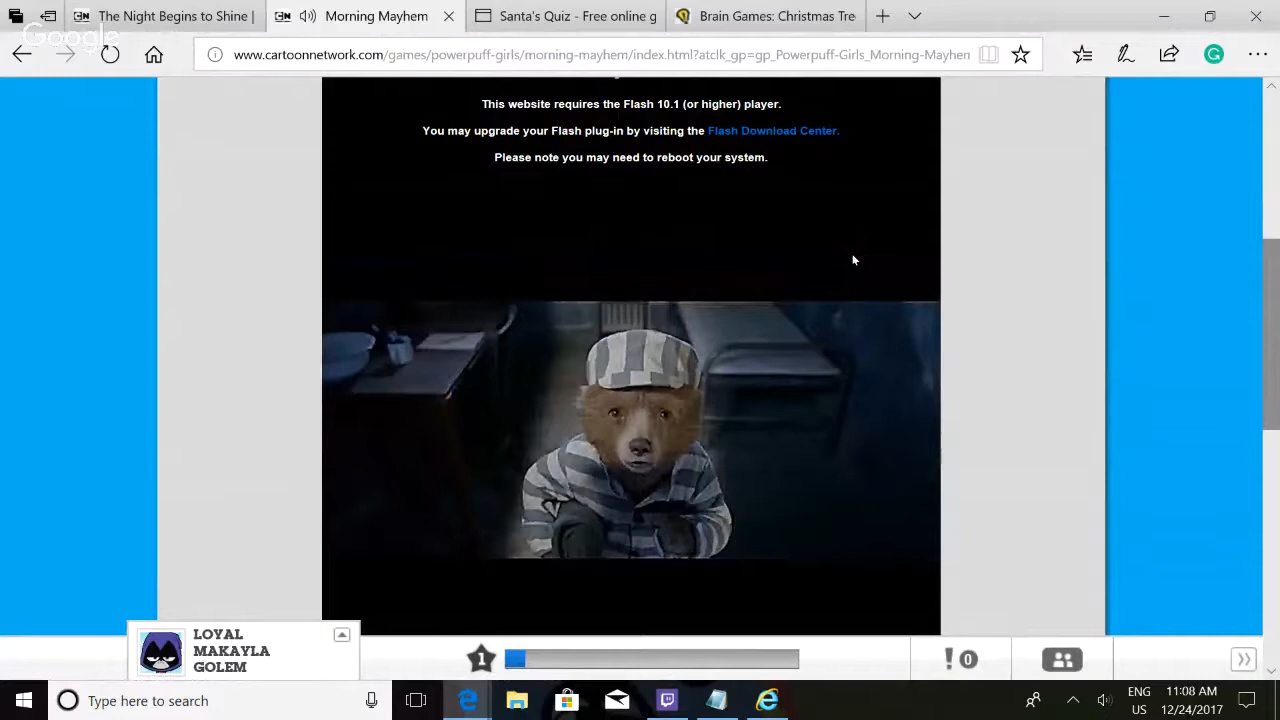 The Night Begins to Shine |
Morning Mayhem
Santa's Quiz - Free online g
Brain Games: Christmas Tre
Google
www.cartoonnetwork.com/games/powerpuff-girls/morning-mayhem/index.html?atclk_gp=gp_Powerpuff-Girls_Morning-Mayhen
This website requires the Flash 10.1 (or higher) player.
You may upgrade your Flash plug-in by visiting the Flash Download Center.
Please note you may need to reboot your system.
LOYAL
MAKAYLA
GOLEM
1
!0
Type here to search
ENG
US
11:08 AM
12/24/2017